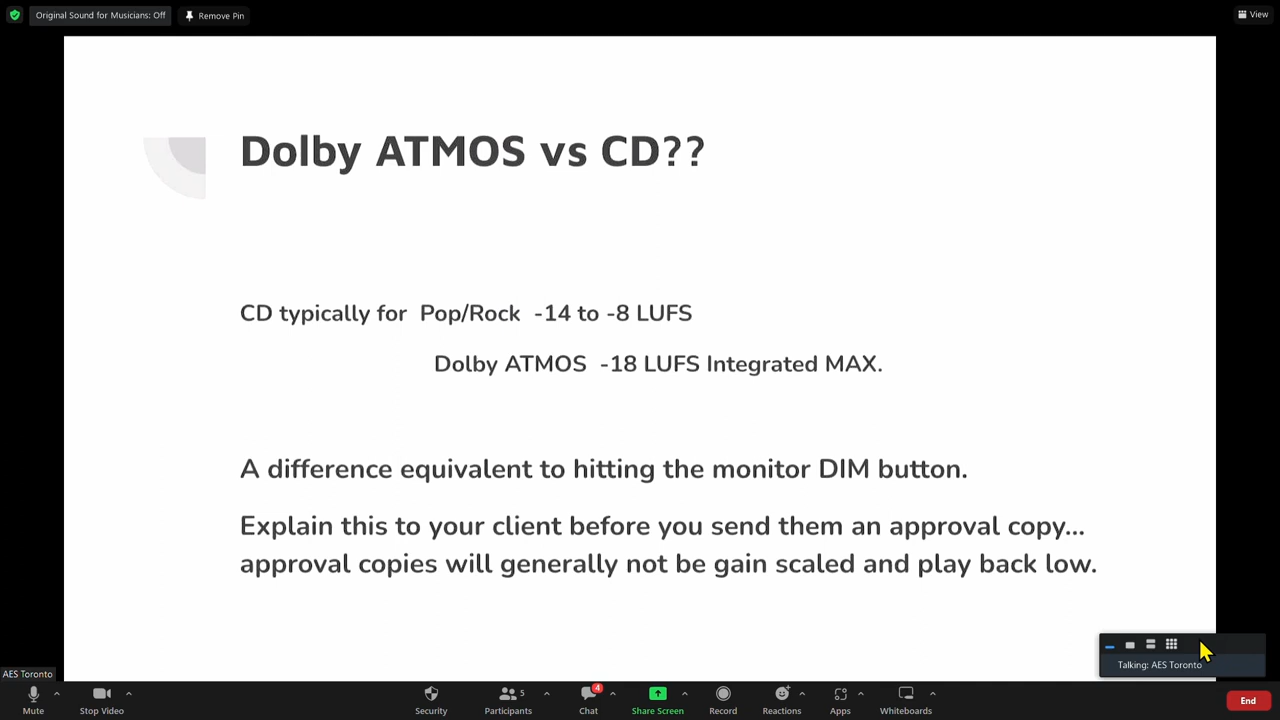 Original Sound for Musicians: Off
Remove Pin
View
Dolby ATMOS vs CD??
CD typically for Pop/Rock -14 to -8 LUFS
Dolby ATMOS -18 LUFS Integrated MAX.
A difference equivalent to hitting the monitor DIM button.
Explain this to your client before you send them an approval copy...
approval copies will generally not be gain scaled and play back low.
Talking: AES Toronto
AES Toronto
Mute
Stop Video
Security
Participants
5
Chat
4
Share Screen
Record
Reactions
Apps
Whiteboards
End